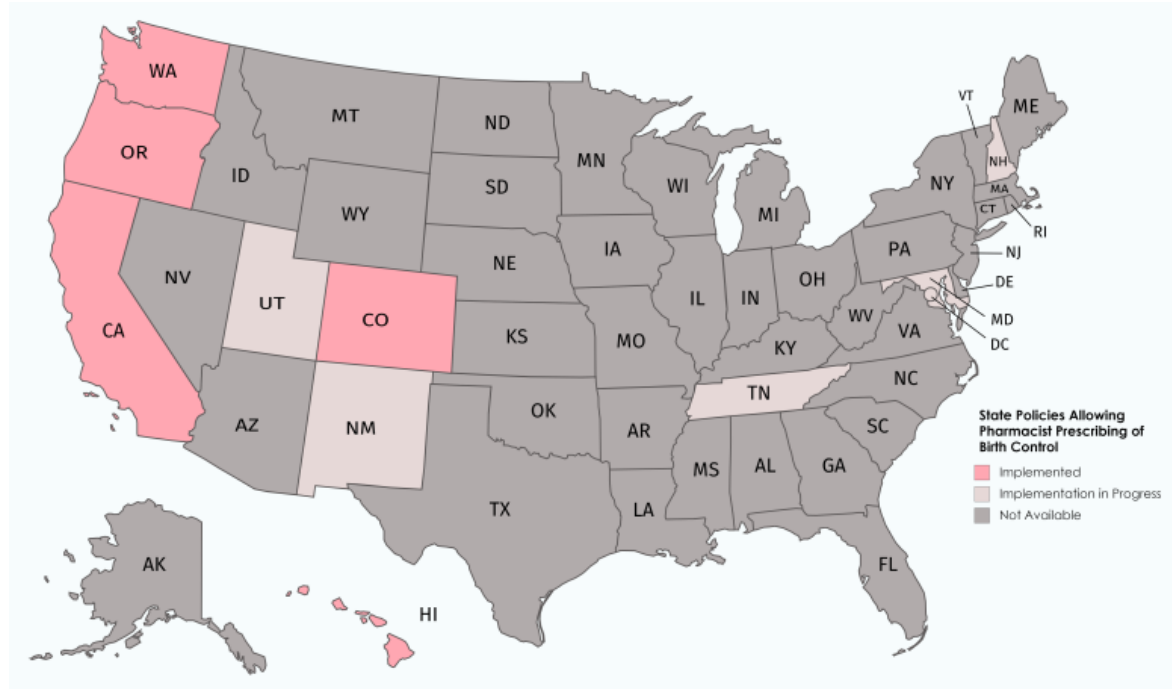 WA
MT
ND
MN
VT
ME
OR
ID
SD
WI
NH
NY
MA
WY
MI
CT
RI
IA
PA
NJ
NE
NV
OH
DE
UT
IL
IN
CO
WV
MD
CA
KS
MO
VA
DC
KY
TN
NC
AZ
NM
OK
AR
SC
MS
AL
GA
TX
LA
AK
FL
HI
State Policies Allowing
Pharmacist Prescribing of
Birth Control
Implemented
Implementation in Progress
Not Available